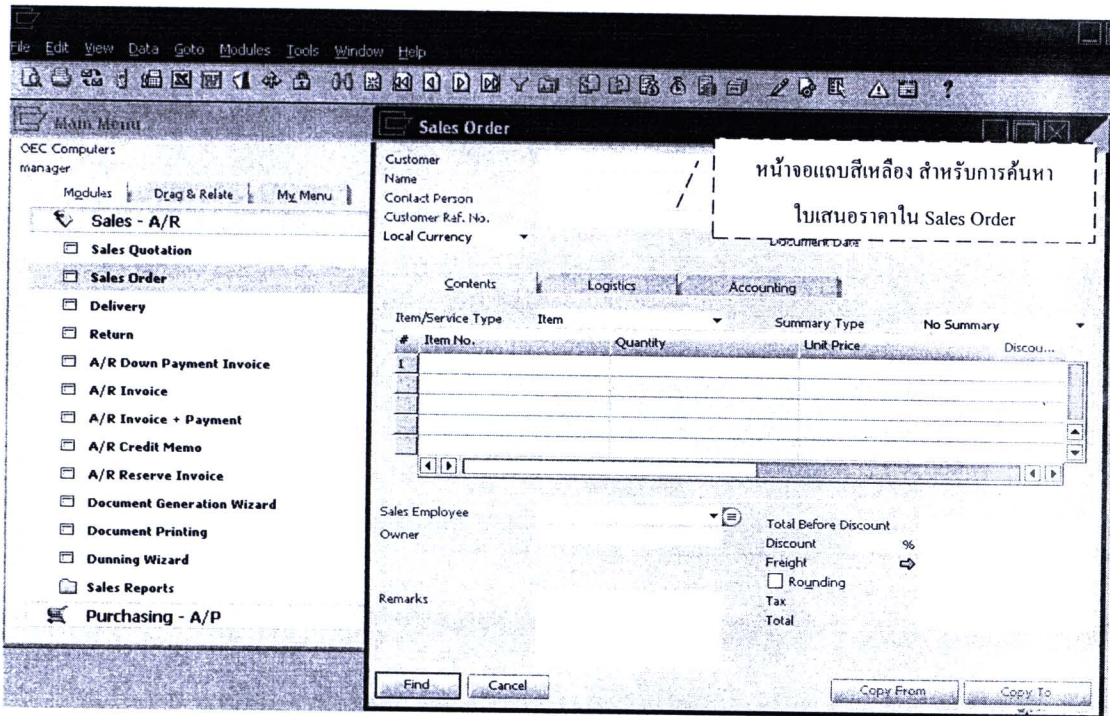 File Edit View Data Goto Modules Tools Window Help
Main Menu
OEC Computers
manager
Modules Drag & Relate My Menu
Sales - A/R
Sales Quotation
Sales Order
Delivery
Return
A/R Down Payment Invoice
A/R Invoice
A/R Invoice + Payment
A/R Credit Memo
A/R Reserve Invoice
Document Generation Wizard
Document Printing
Dunning Wizard
Sales Reports
Purchasing - A/P
Sales Order
Customer
Name
Contact Person
Customer Ref. No.
Local Currency
หน้าจอแถบสีเหลือง สำหรับการค้นหา
ใบเสนอราคาใน Sales Order
Document Date
Contents Logistics Accounting
Item/Service Type Item Summary Type No Summary
# Item No. Quantity Unit Price Discou...
1
Sales Employee
Owner
Remarks
Total Before Discount
Discount %
Freight
Rounding
Tax
Total
Find Cancel Copy From Copy To